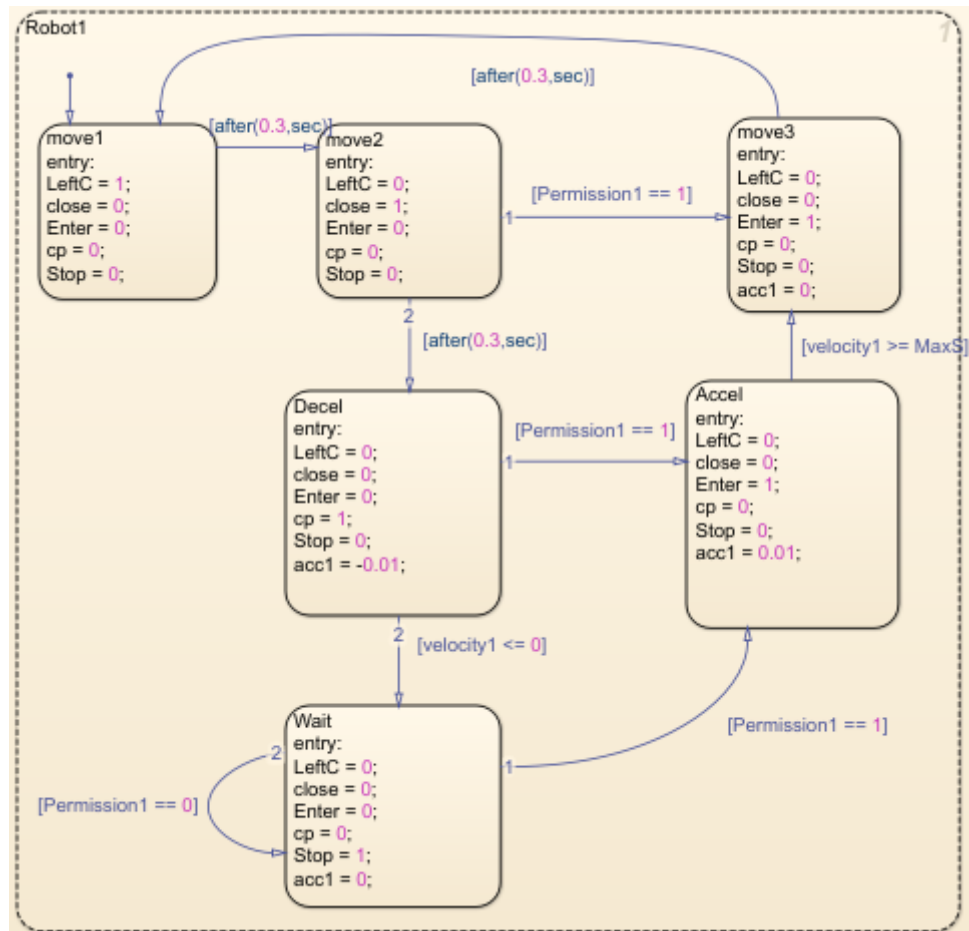 Robot1
1
[after(0.3,sec)]
[after(0.3,sec)]
move1
entry:
LeftC = 1;
close = 0;
Enter = 0;
cp = 0;
Stop = 0;
move2
entry:
LeftC = 0;
close = 1;
Enter = 0;
cp = 0;
Stop = 0;
1
[Permission1 == 1]
move3
entry:
LeftC = 0;
close = 0;
Enter = 1;
cp = 0;
Stop = 0;
acc1 = 0;
2
[after(0.3,sec)]
[velocity1 >= MaxS]
Decel
entry:
LeftC = 0;
close = 0;
Enter = 0;
cp = 1;
Stop = 0;
acc1 = -0.01;
1
[Permission1 == 1]
Accel
entry:
LeftC = 0;
close = 0;
Enter = 1;
cp = 0;
Stop = 0;
acc1 = 0.01;
2
[velocity1 <= 0]
Wait
entry:
LeftC = 0;
close = 0;
Enter = 0;
cp = 0;
Stop = 1;
acc1 = 0;
2
[Permission1 == 0]
1
[Permission1 == 1]